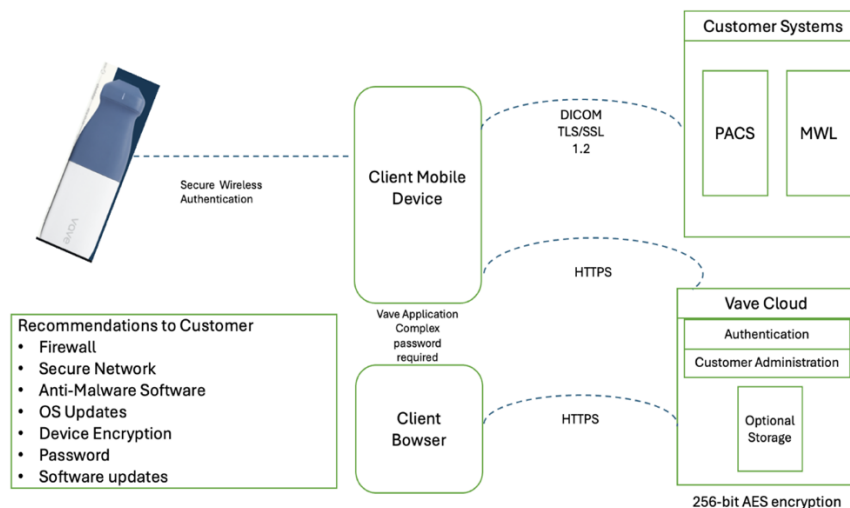 Customer Systems
PACS
MWL
DICOM
TLS/SSL
1.2
Client Mobile
Device
Secure Wireless
Authentication
vave
HTTPS
Vave Application
Complex
password
required
Vave Cloud
Authentication
Customer Administration
Optional
Storage
256-bit AES encryption
Client
Bowser
HTTPS
Recommendations to Customer
• Firewall
• Secure Network
• Anti-Malware Software
• OS Updates
• Device Encryption
• Password
• Software updates